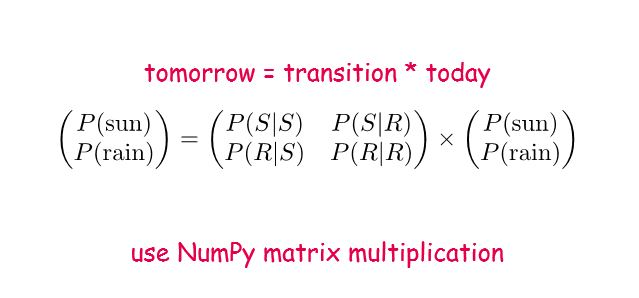 tomorrow = transition * today
(P(sun) P(rain)) = (P(S|S) P(S|R) P(R|S) P(R|R)) × (P(sun) P(rain))
use NumPy matrix multiplication